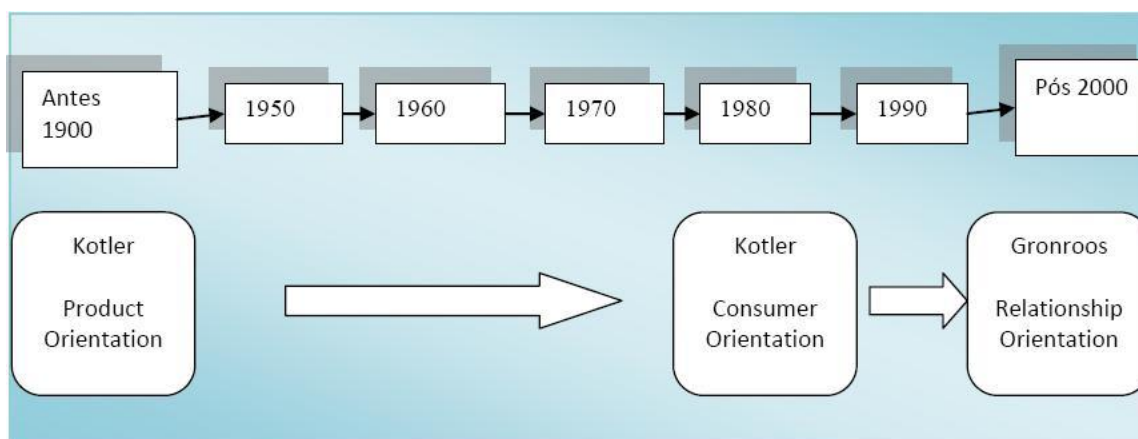 Antes
1900
1950
1960
1970
1980
1990
Pós 2000
Kotler
Product
Orientation
Kotler
Consumer
Orientation
Gronroos
Relationship
Orientation